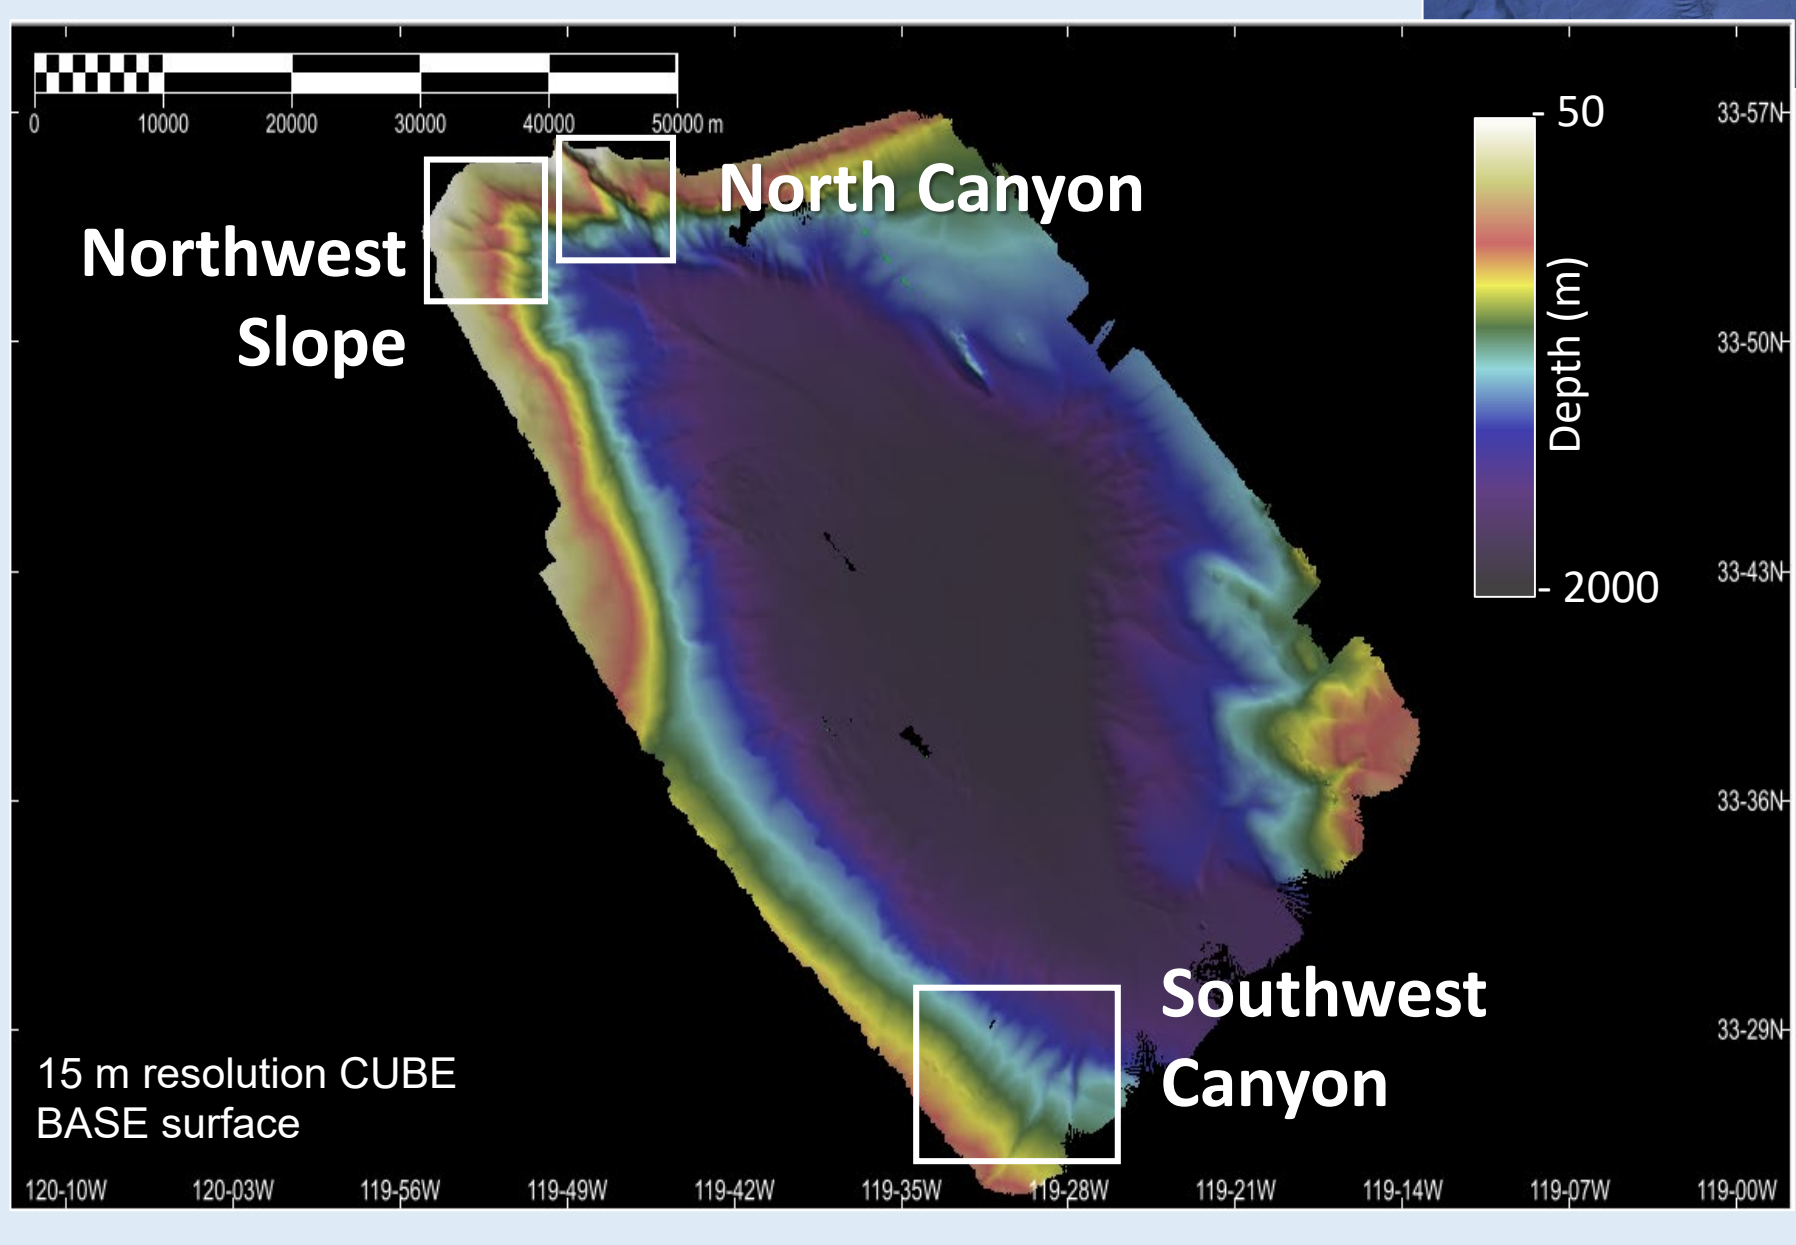 0 10000 20000 30000 40000 50000 m
North Canyon
Northwest
Slope
- 50
Depth (m)
- 2000
33-57N
33-50N
33-43N
33-36N
33-29N
Southwest
Canyon
15 m resolution CUBE
BASE surface
120-10W 120-03W 119-56W 119-49W 119-42W 119-35W 119-28W 119-21W 119-14W 119-07W 119-00W